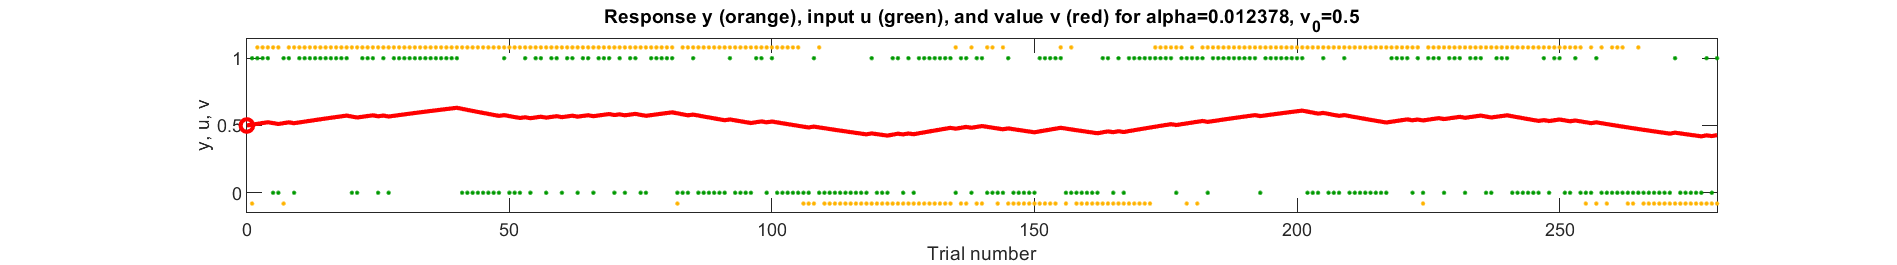 Response y (orange), input u (green), and value v (red) for alpha=0.012378, v0=0.5
y, u, v
1
0.5
0
0 50 100 150 200 250
Trial number